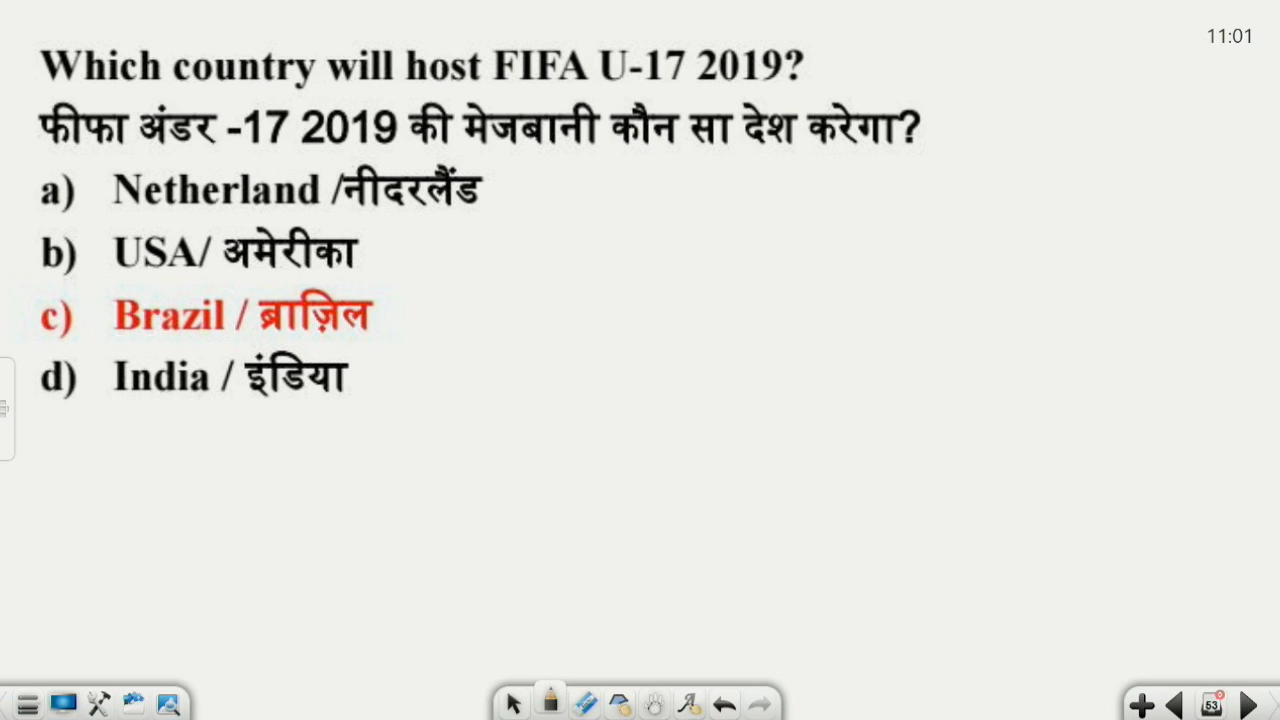 11:01
Which country will host FIFA U-17 2019?
फीफा अंडर -17 2019 की मेजबानी कौन सा देश करेगा?
a) Netherland /नीदरलैंड
b) USA/ अमेरीका
c) Brazil / ब्राज़िल
d) India / इंडिया
53